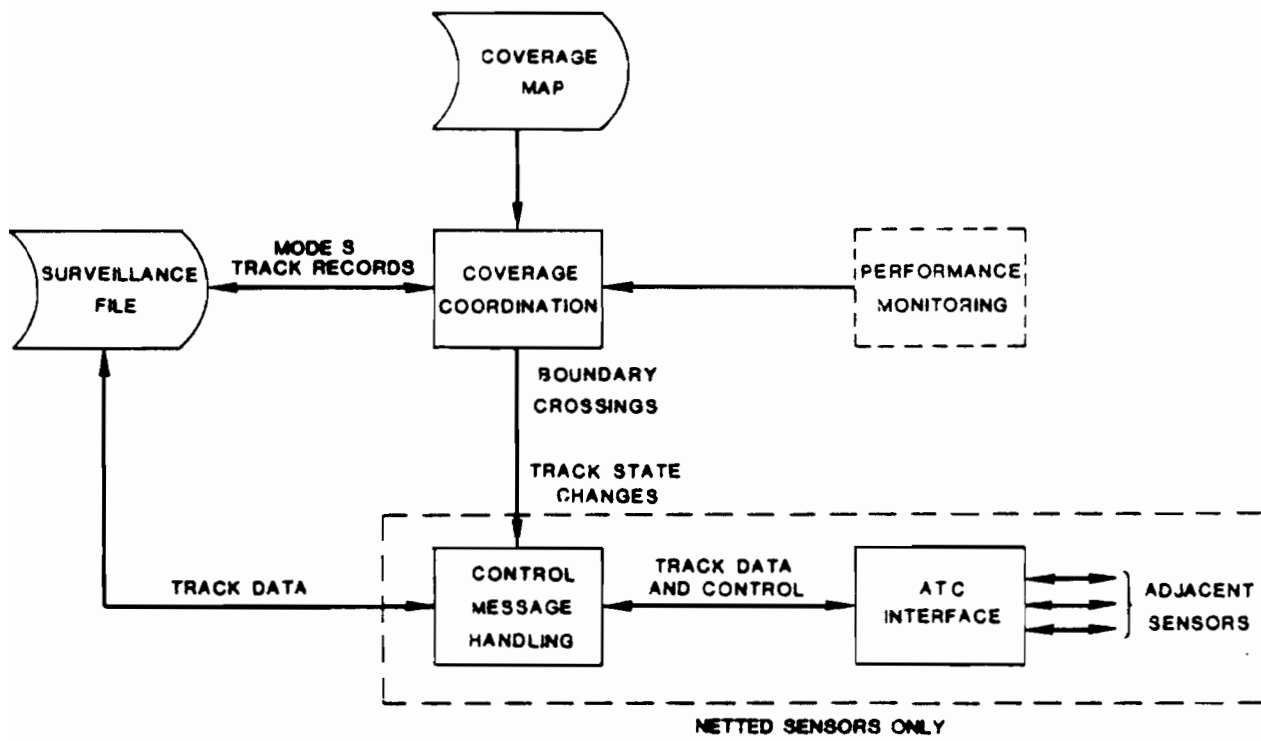 COVERAGE
MAP
MODE S
TRACK RECORDS
SURVEILLANCE
FILE
COVERAGE
COORDINATION
PERFORMANCE
MONITORING
BOUNDARY
CROSSINGS
TRACK STATE
CHANGES
TRACK DATA
CONTROL
MESSAGE
HANDLING
TRACK DATA
AND CONTROL
ATC
INTERFACE
ADJACENT
SENSORS
NETTED SENSORS ONLY